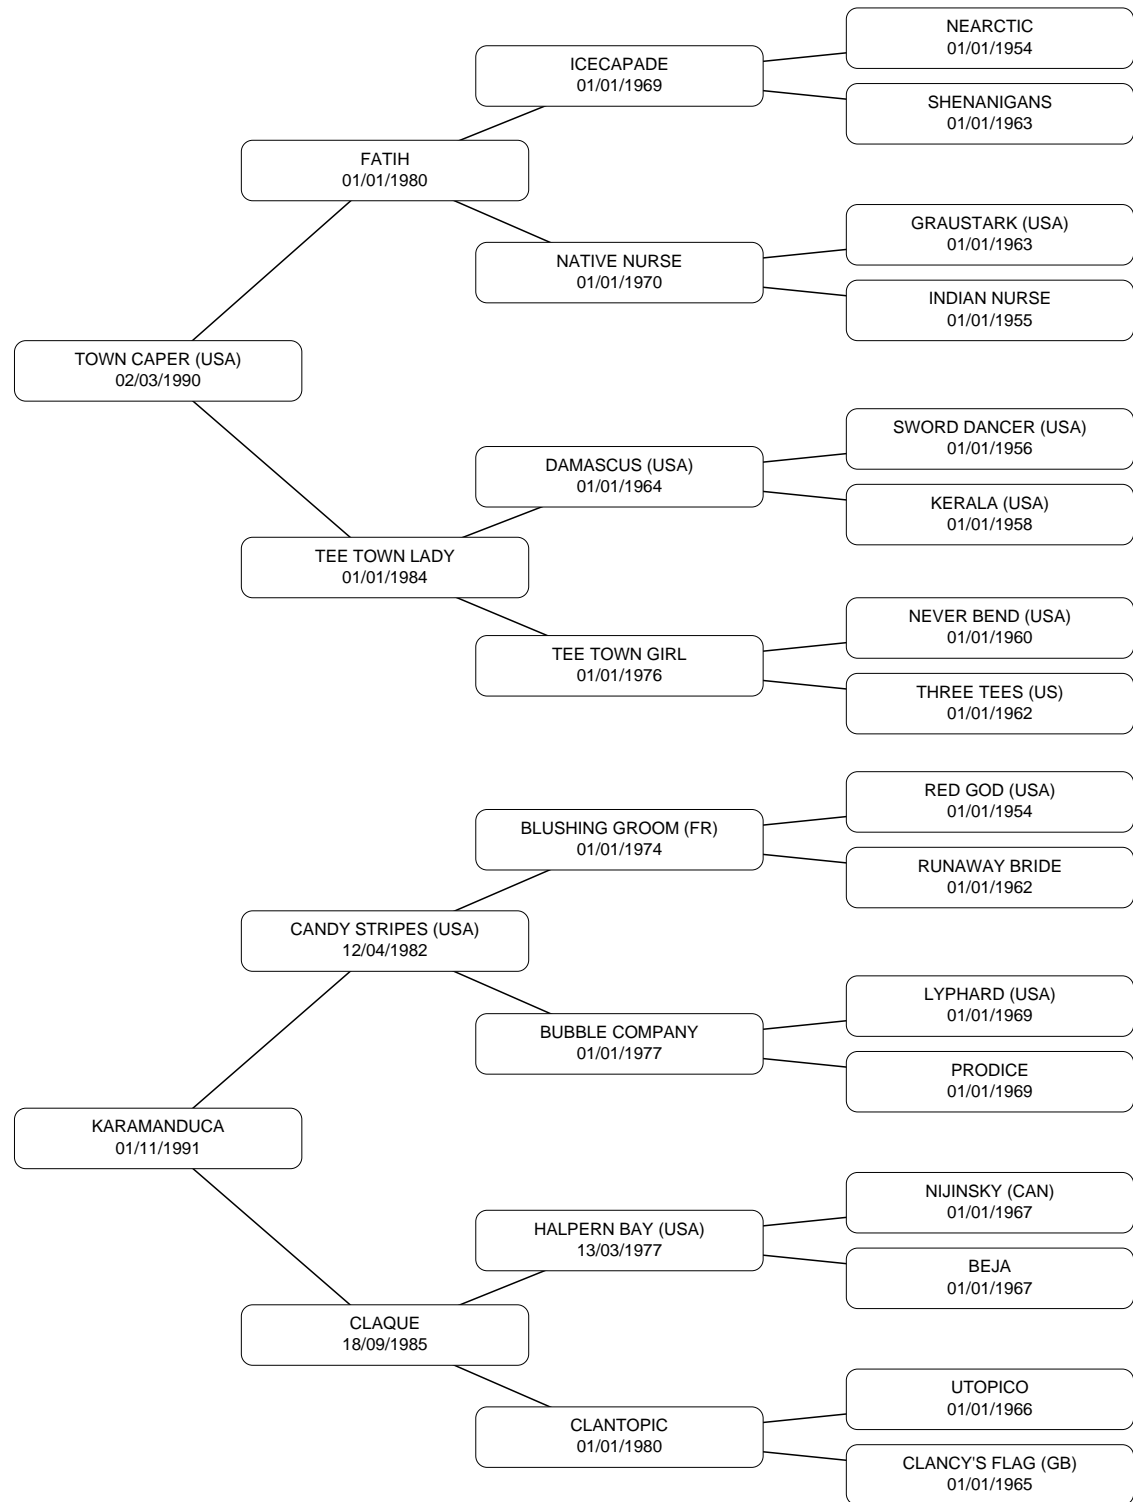 NEARCTIC
01/01/1954
ICECAPADE
01/01/1969
SHENANIGANS
01/01/1963
FATIH
01/01/1980
GRAUSTARK (USA)
01/01/1963
NATIVE NURSE
01/01/1970
INDIAN NURSE
01/01/1955
TOWN CAPER (USA)
02/03/1990
SWORD DANCER (USA)
01/01/1956
DAMASCUS (USA)
01/01/1964
KERALA (USA)
01/01/1958
TEE TOWN LADY
01/01/1984
NEVER BEND (USA)
01/01/1960
TEE TOWN GIRL
01/01/1976
THREE TEES (US)
01/01/1962
RED GOD (USA)
01/01/1954
BLUSHING GROOM (FR)
01/01/1974
RUNAWAY BRIDE
01/01/1962
CANDY STRIPES (USA)
12/04/1982
LYPHARD (USA)
01/01/1969
BUBBLE COMPANY
01/01/1977
PRODICE
01/01/1969
KARAMANDUCA
01/11/1991
NIJINSKY (CAN)
01/01/1967
HALPERN BAY (USA)
13/03/1977
BEJA
01/01/1967
CLAQUE
18/09/1985
UTOPICO
01/01/1966
CLANTOPIC
01/01/1980
CLANCY'S FLAG (GB)
01/01/1965